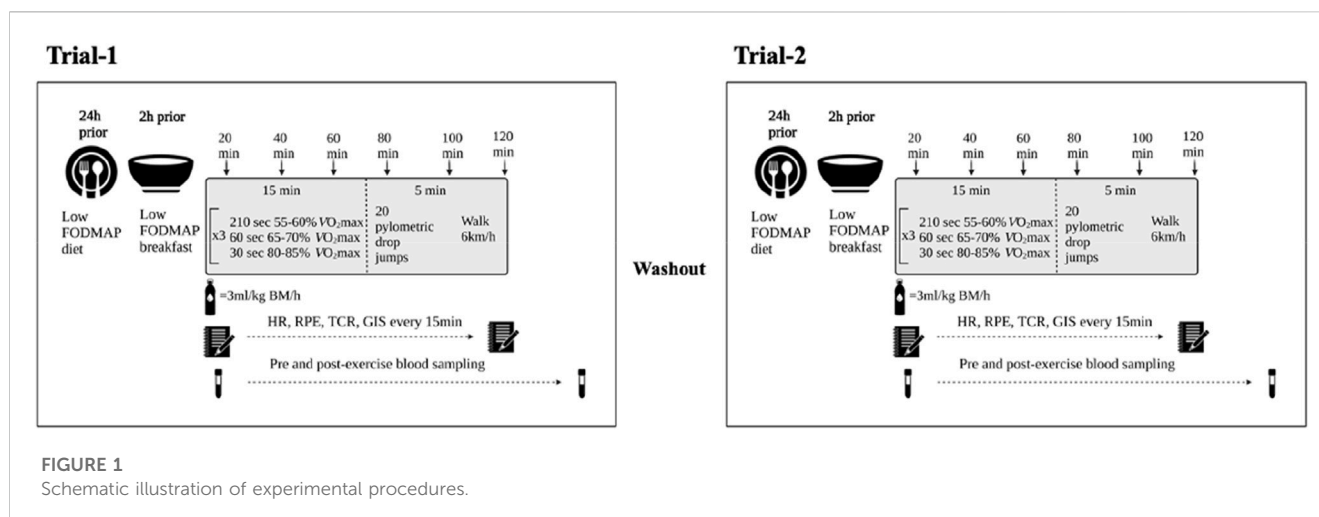 Trial-1
24h
prior
2h prior
20
min
40
min
60
min
80
min
100
min
120
min
Low
FODMAP
diet
Low
FODMAP
breakfast
15 min
5 min
x3
210 sec 55-60% VO₂max
60 sec 65-70% VO₂max
30 sec 80-85% VO₂max
20
pylometric
drop
jumps
Walk
6km/h
=3ml/kg BM/h
HR, RPE, TCR, GIS every 15min
Pre and post-exercise blood sampling
Washout
Trial-2
24h
prior
2h prior
20
min
40
min
60
min
80
min
100
min
120
min
Low
FODMAP
diet
Low
FODMAP
breakfast
15 min
5 min
x3
210 sec 55-60% VO₂max
60 sec 65-70% VO₂max
30 sec 80-85% VO₂max
20
pylometric
drop
jumps
Walk
6km/h
=3ml/kg BM/h
HR, RPE, TCR, GIS every 15min
Pre and post-exercise blood sampling
FIGURE 1
Schematic illustration of experimental procedures.